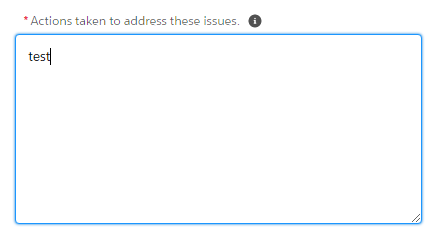 *Actions taken to address these issues. i
test